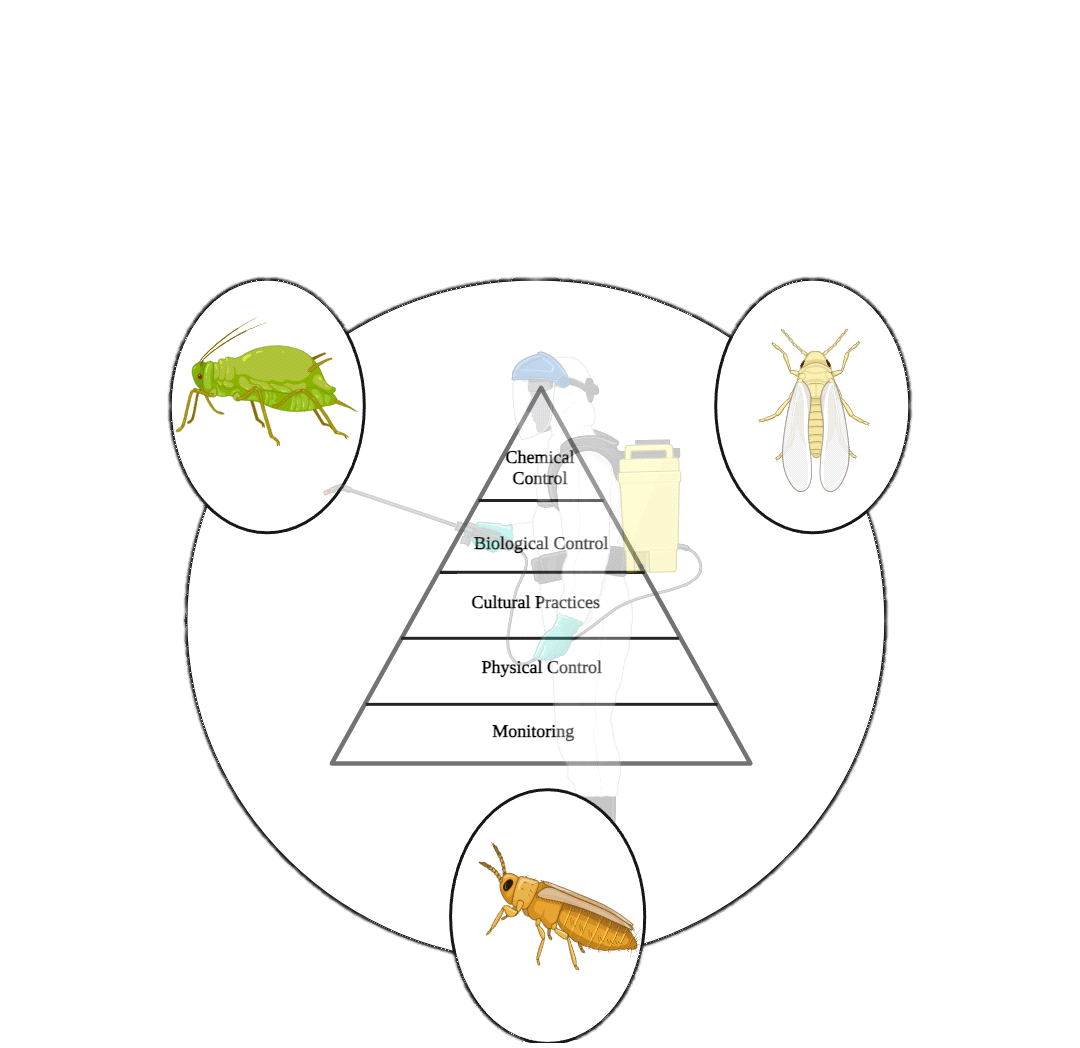 Chemical
Control
Biological Control
Cultural Practices
Physical Control
Monitoring